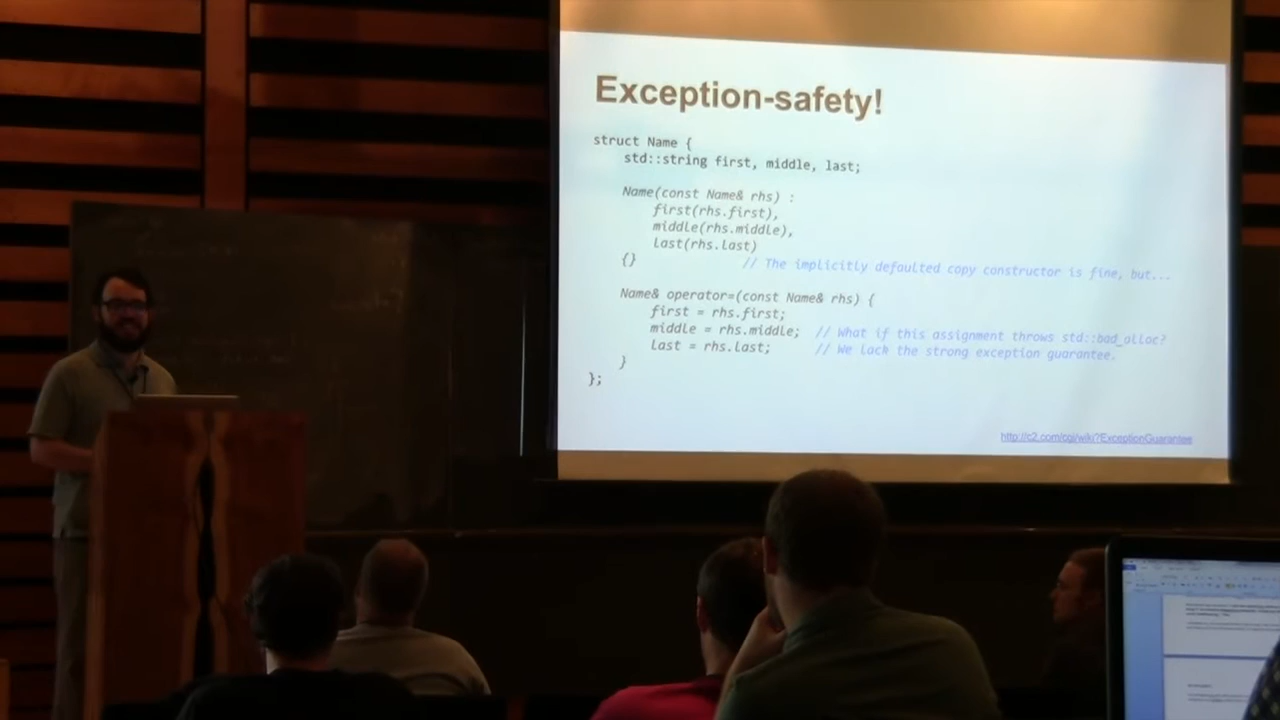 Exception-safety!
struct Name {
std::string first, middle, last;
Name(const Name& rhs) :
first(rhs.first),
middle(rhs.middle),
last(rhs.last)
{} // The implicitly defaulted copy constructor is fine, but...
Name& operator=(const Name& rhs) {
first = rhs.first;
middle = rhs.middle; // What if this assignment throws std::bad_alloc?
last = rhs.last; // We lack the strong exception guarantee.
}
};
http://c2.com/cgi/wiki?ExceptionGuarantee